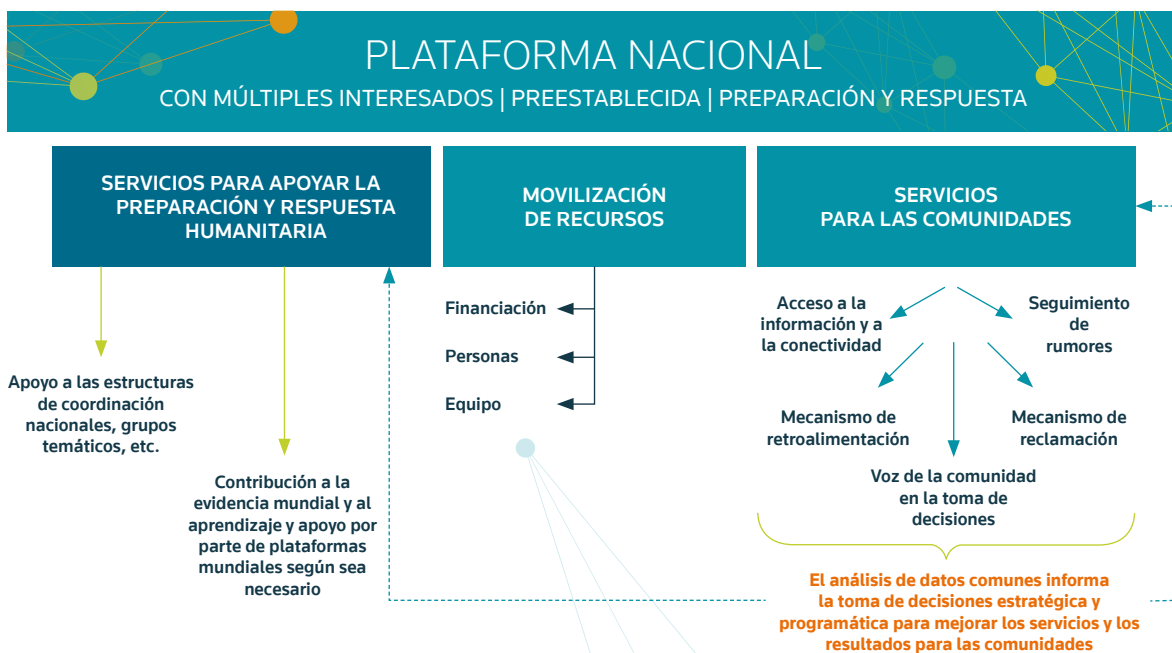 PLATAFORMA NACIONAL
CON MÚLTIPLES INTERESADOS | PREESTABLECIDA | PREPARACIÓN Y RESPUESTA
SERVICIOS PARA APOYAR LA
PREPARACIÓN Y RESPUESTA
HUMANITARIA
Apoyo a las estructuras
de coordinación
nacionales, grupos
temáticos, etc.
Contribución a la
evidencia mundial y al
aprendizaje y apoyo por
parte de plataformas
mundiales según sea
necesario
MOVILIZACIÓN
DE RECURSOS
Financiación
Personas
Equipo
SERVICIOS
PARA LAS COMUNIDADES
Acceso a la
información y a
la conectividad
Seguimiento
de
rumores
Mecanismo de
retroalimentación
Mecanismo de
reclamación
Voz de la comunidad
en la toma de
decisiones
El análisis de datos comunes informa
la toma de decisiones estratégica y
programática para mejorar los servicios y los
resultados para las comunidades